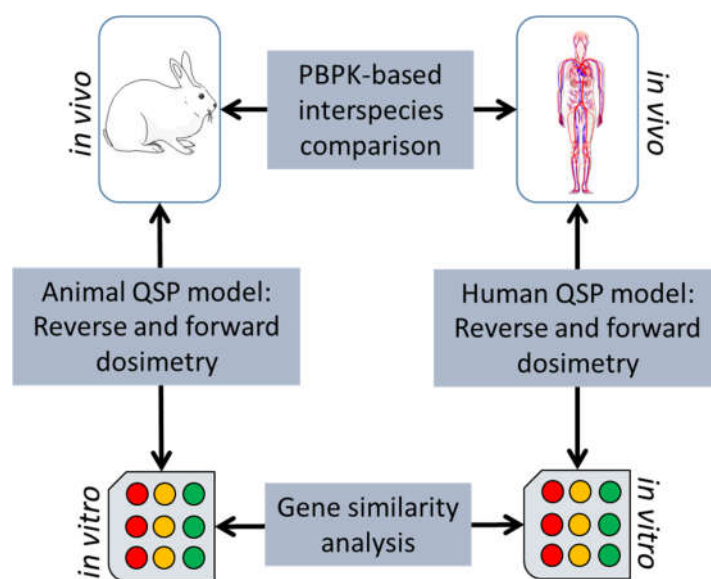 in vivo
PBPK-based
interspecies
comparison
in vivo
Animal QSP model:
Reverse and forward
dosimetry
Human QSP model:
Reverse and forward
dosimetry
in vitro
Gene similarity
analysis
in vitro